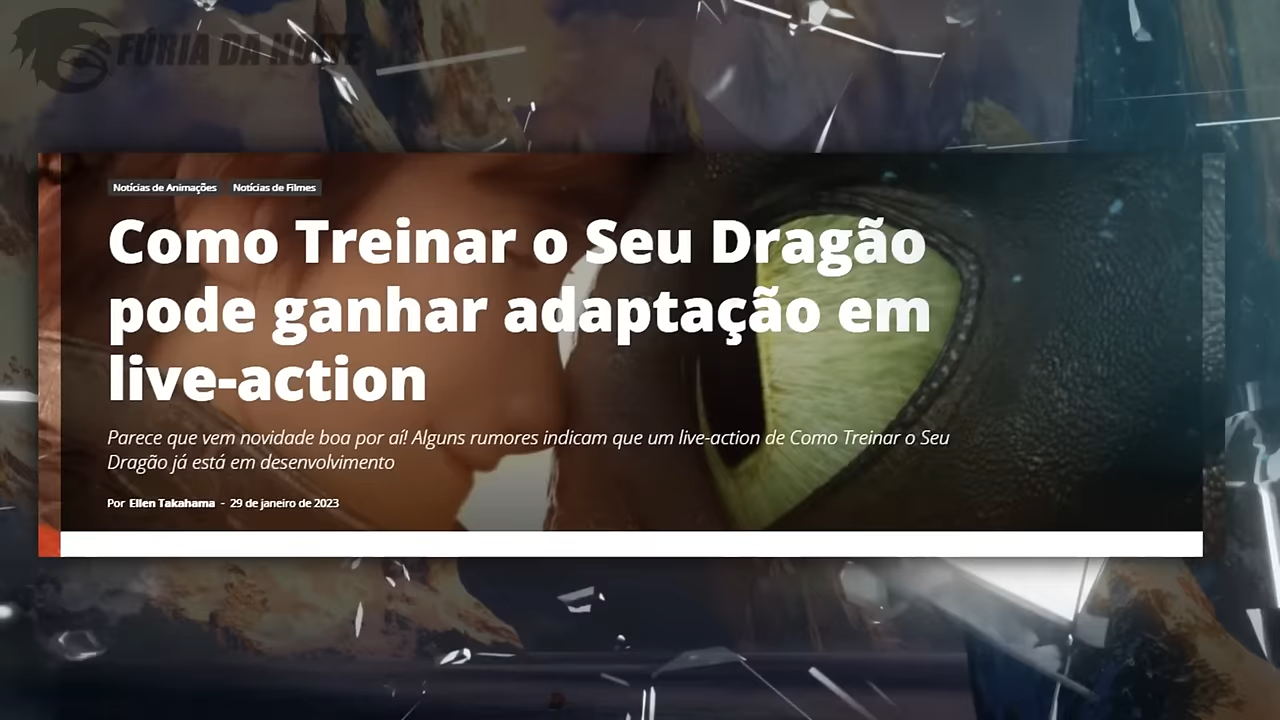 FÚRIA DA NOITE
Notícias de Animações Notícias de Filmes
Como Treinar o Seu Dragão
pode ganhar adaptação em
live-action
Parece que vem novidade boa por aí! Alguns rumores indicam que um live-action de Como Treinar o Seu
Dragão já está em desenvolvimento
Por Ellen Takahama - 29 de janeiro de 2023